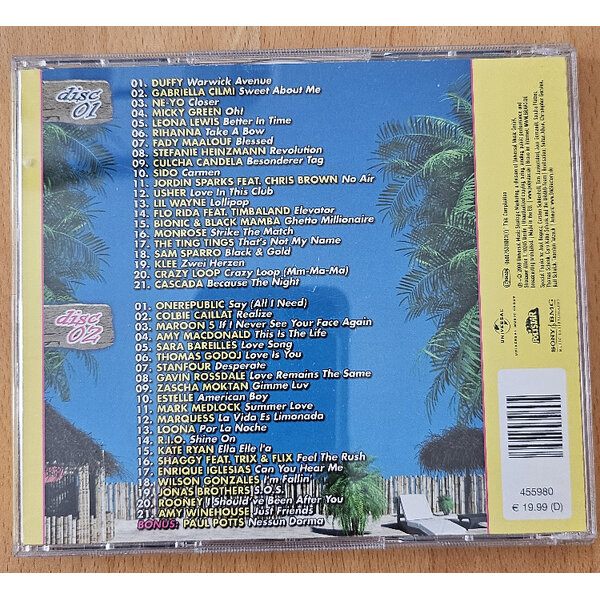 disc 01
01. DUFFY Warwick Avenue
02. GABRIELLA CILMI Sweet About Me
03. NE-YO Closer
04. MICKY GREEN Oh!
05. LEONA LEWIS Better in Time
06. RIHANNA Take A Bow
07. FADY MAALOUF Blessed
08. STEFANIE HEINZMANN Revolution
09. CULCHA CANDELA Besonderer Tag
10. SIDO Carmen
11. JORDIN SPARKS FEAT. CHRIS BROWN No Air
12. USHER Love In This Club
13. LIL WAYNE Lollipop
14. FLO RIDA FEAT. TIMBALAND Elevator
15. BIONIC & BLACK MAMBA Ghetto Millionaire
16. MONROSE Strike The Match
17. THE TING TINGS That's Not My Name
18. SAM SPARRO Black & Gold
19. KLEE Zwei Herzen
20. CRAZY LOOP Crazy Loop (Mm-Ma-Ma)
21. CASCADA Because The Night
disc 02
01. ONEREPUBLIC Say (All I Need)
02. COLBIE CAILLAT Realize
03. MAROON 5 If I Never See Your Face Again
04. AMY MACDONALD This Is The Life
05. SARA BAREILLES Love Song
06. THOMAS GODOJ Love Is You
07. STANFOUR Desperate
08. GAVIN ROSSDALE Love Remains The Same
09. ZASCHA MOKTAN Gimme Luv
10. ESTELLE American Boy
11. MARK MEDLOCK Summer Love
12. MARQUESS La Vida Es Limonada
13. LOONA Por La Noche
14. R.I.O. Shine On
15. KATE RYAN Ella Elle l'a
16. SHAGGY FEAT. TRIX & FLIX Feel The Rush
17. ENRIQUE IGLESIAS Can You Hear Me
18. WILSON GONZALES I'm Fallin'
19. JONAS BROTHERS S.O.S.
20. ROONEY I Should've Been After You
21. AMY WINEHOUSE Just Friends
BONUS: PAUL POTTS Nessun Dorma
UNIVERSAL
SONY BMG
455980
€ 19.99 (D)